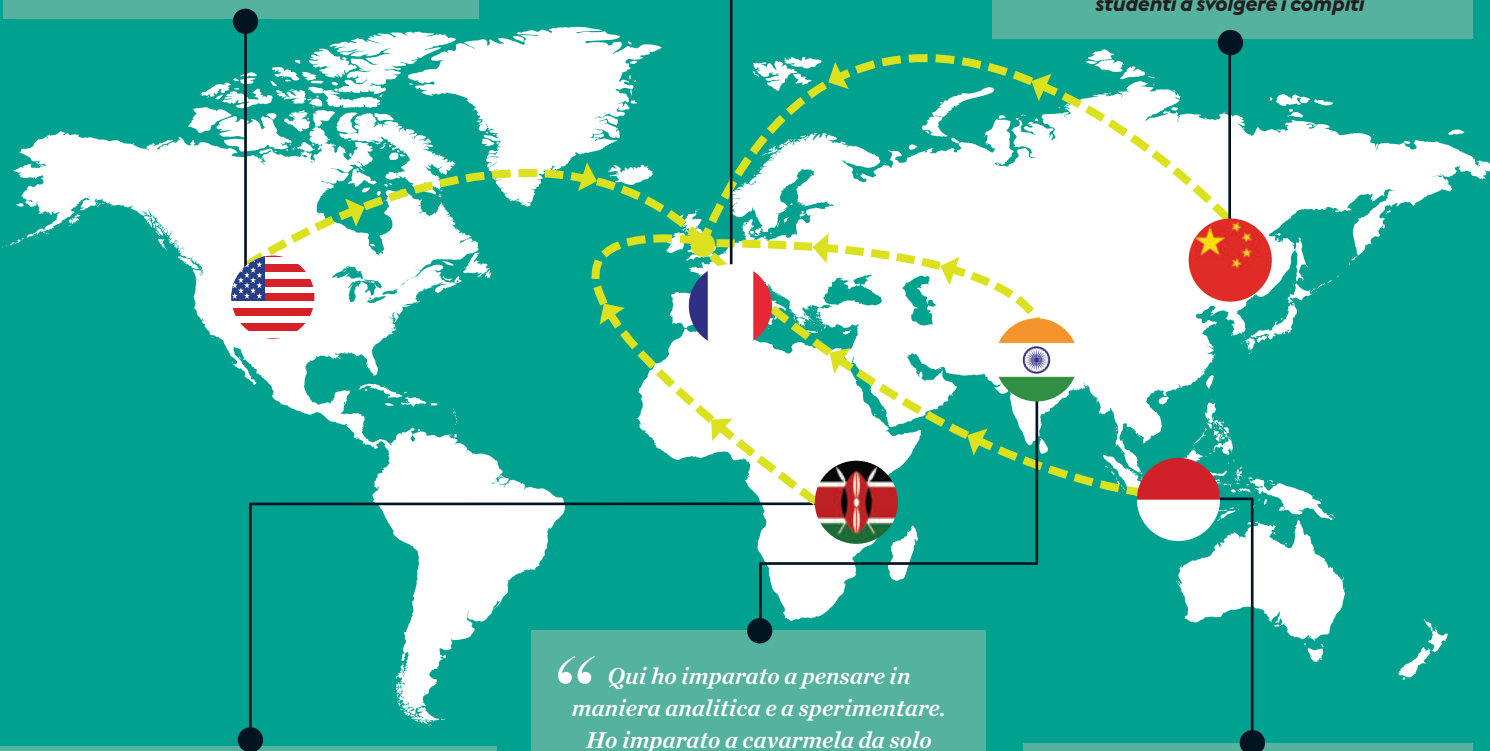 studenti a svolgere i compiti
“ Qui ho imparato a pensare in
maniera analitica e a sperimentare.
Ho imparato a cavarmela da solo